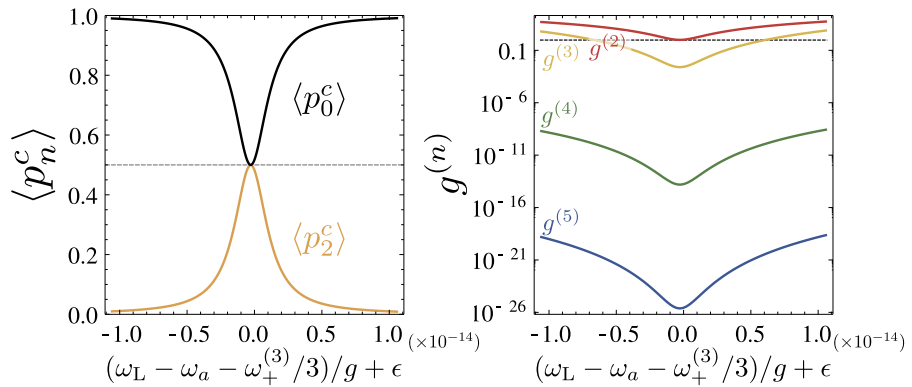 1.0
0.8
0.6
0.4
0.2
0.0
⟨p_n^c⟩
⟨p_0^c⟩
⟨p_2^c⟩
-1.0 -0.5 0.0 0.5 1.0 (×10^-14)
(ω_L − ω_a − ω_+^(3)/3)/g + ϵ
0.1
10^-6
10^-11
10^-16
10^-21
10^-26
g^(n)
g^(2)
g^(3)
g^(4)
g^(5)
-1.0 -0.5 0.0 0.5 1.0 (×10^-14)
(ω_L − ω_a − ω_+^(3)/3)/g + ϵ